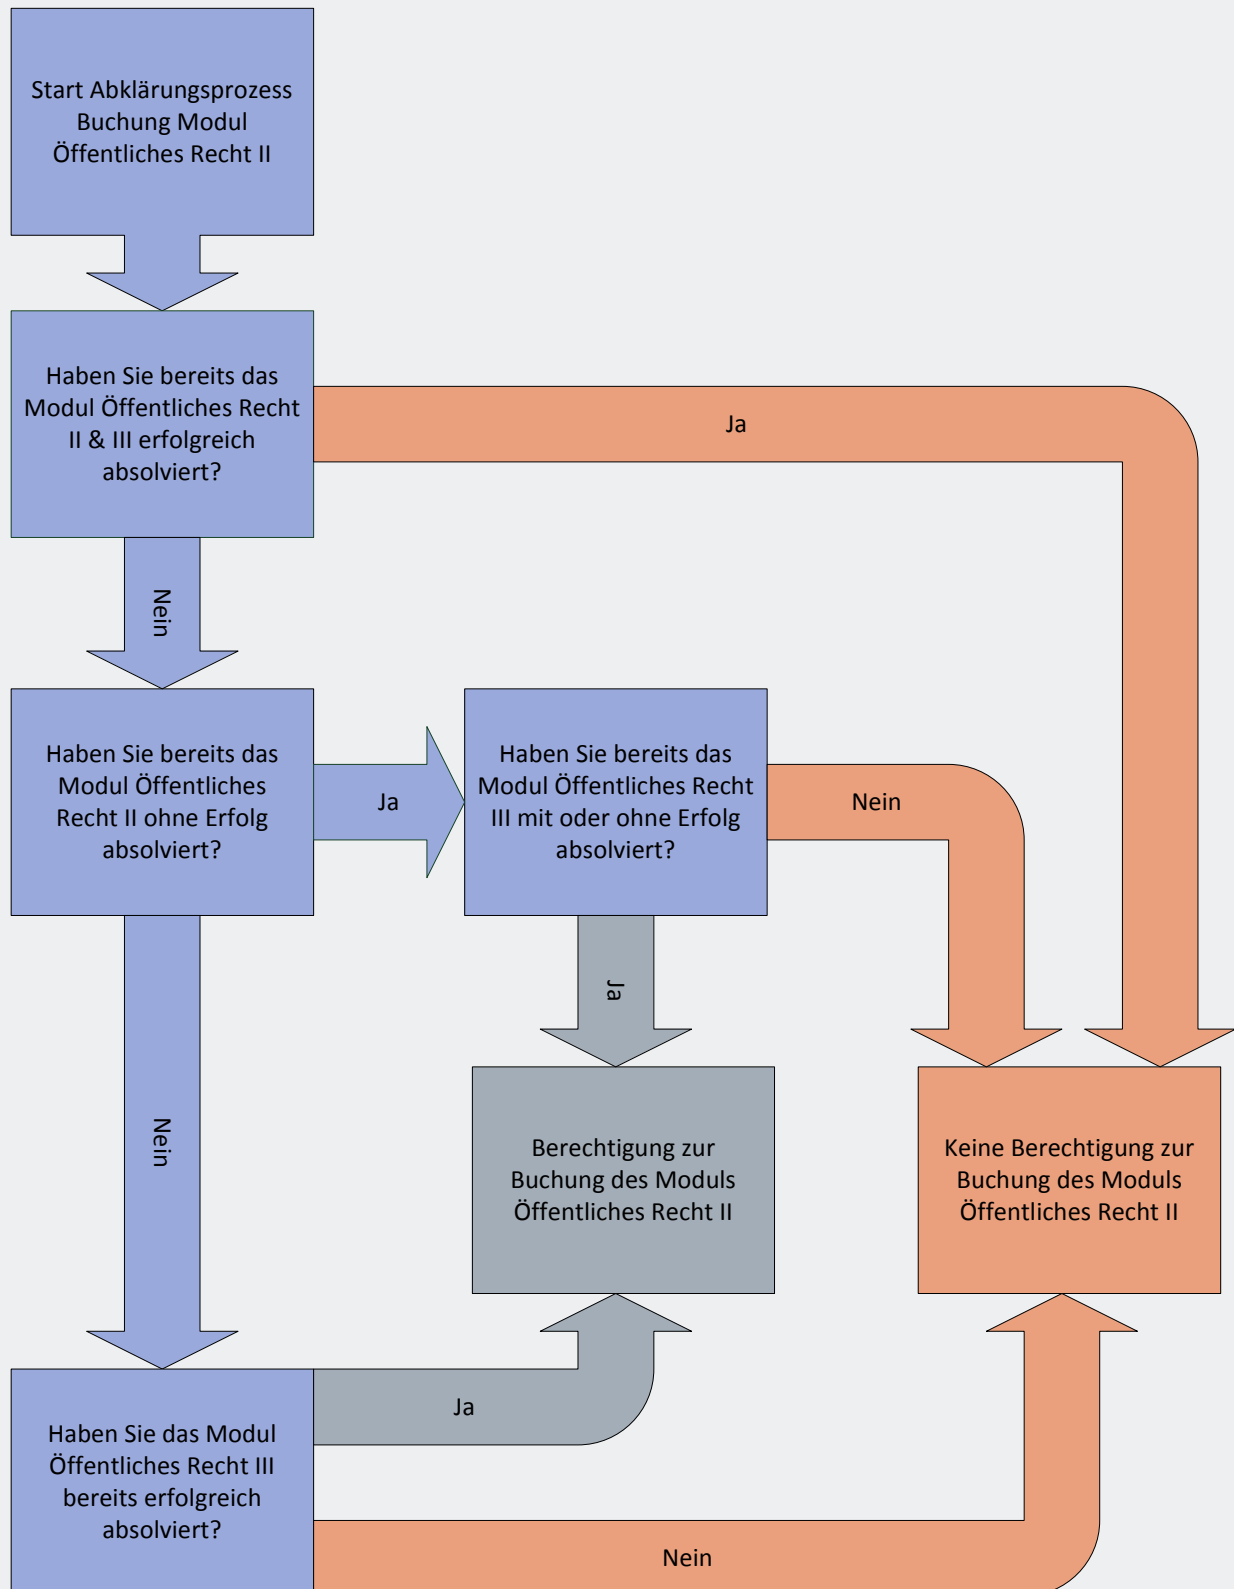 Start Abklärungsprozess
Buchung Modul
Öffentliches Recht II
Haben Sie bereits das
Modul Öffentliches Recht
II & III erfolgreich
absolviert?
Ja
Nein
Haben Sie bereits das
Modul Öffentliches
Recht II ohne Erfolg
absolviert?
Ja
Haben Sie bereits das
Modul Öffentliches Recht
III mit oder ohne Erfolg
absolviert?
Nein
Ja
Nein
Berechtigung zur
Buchung des Moduls
Öffentliches Recht II
Keine Berechtigung zur
Buchung des Moduls
Öffentliches Recht II
Haben Sie das Modul
Öffentliches Recht III
bereits erfolgreich
absolviert?
Ja
Nein